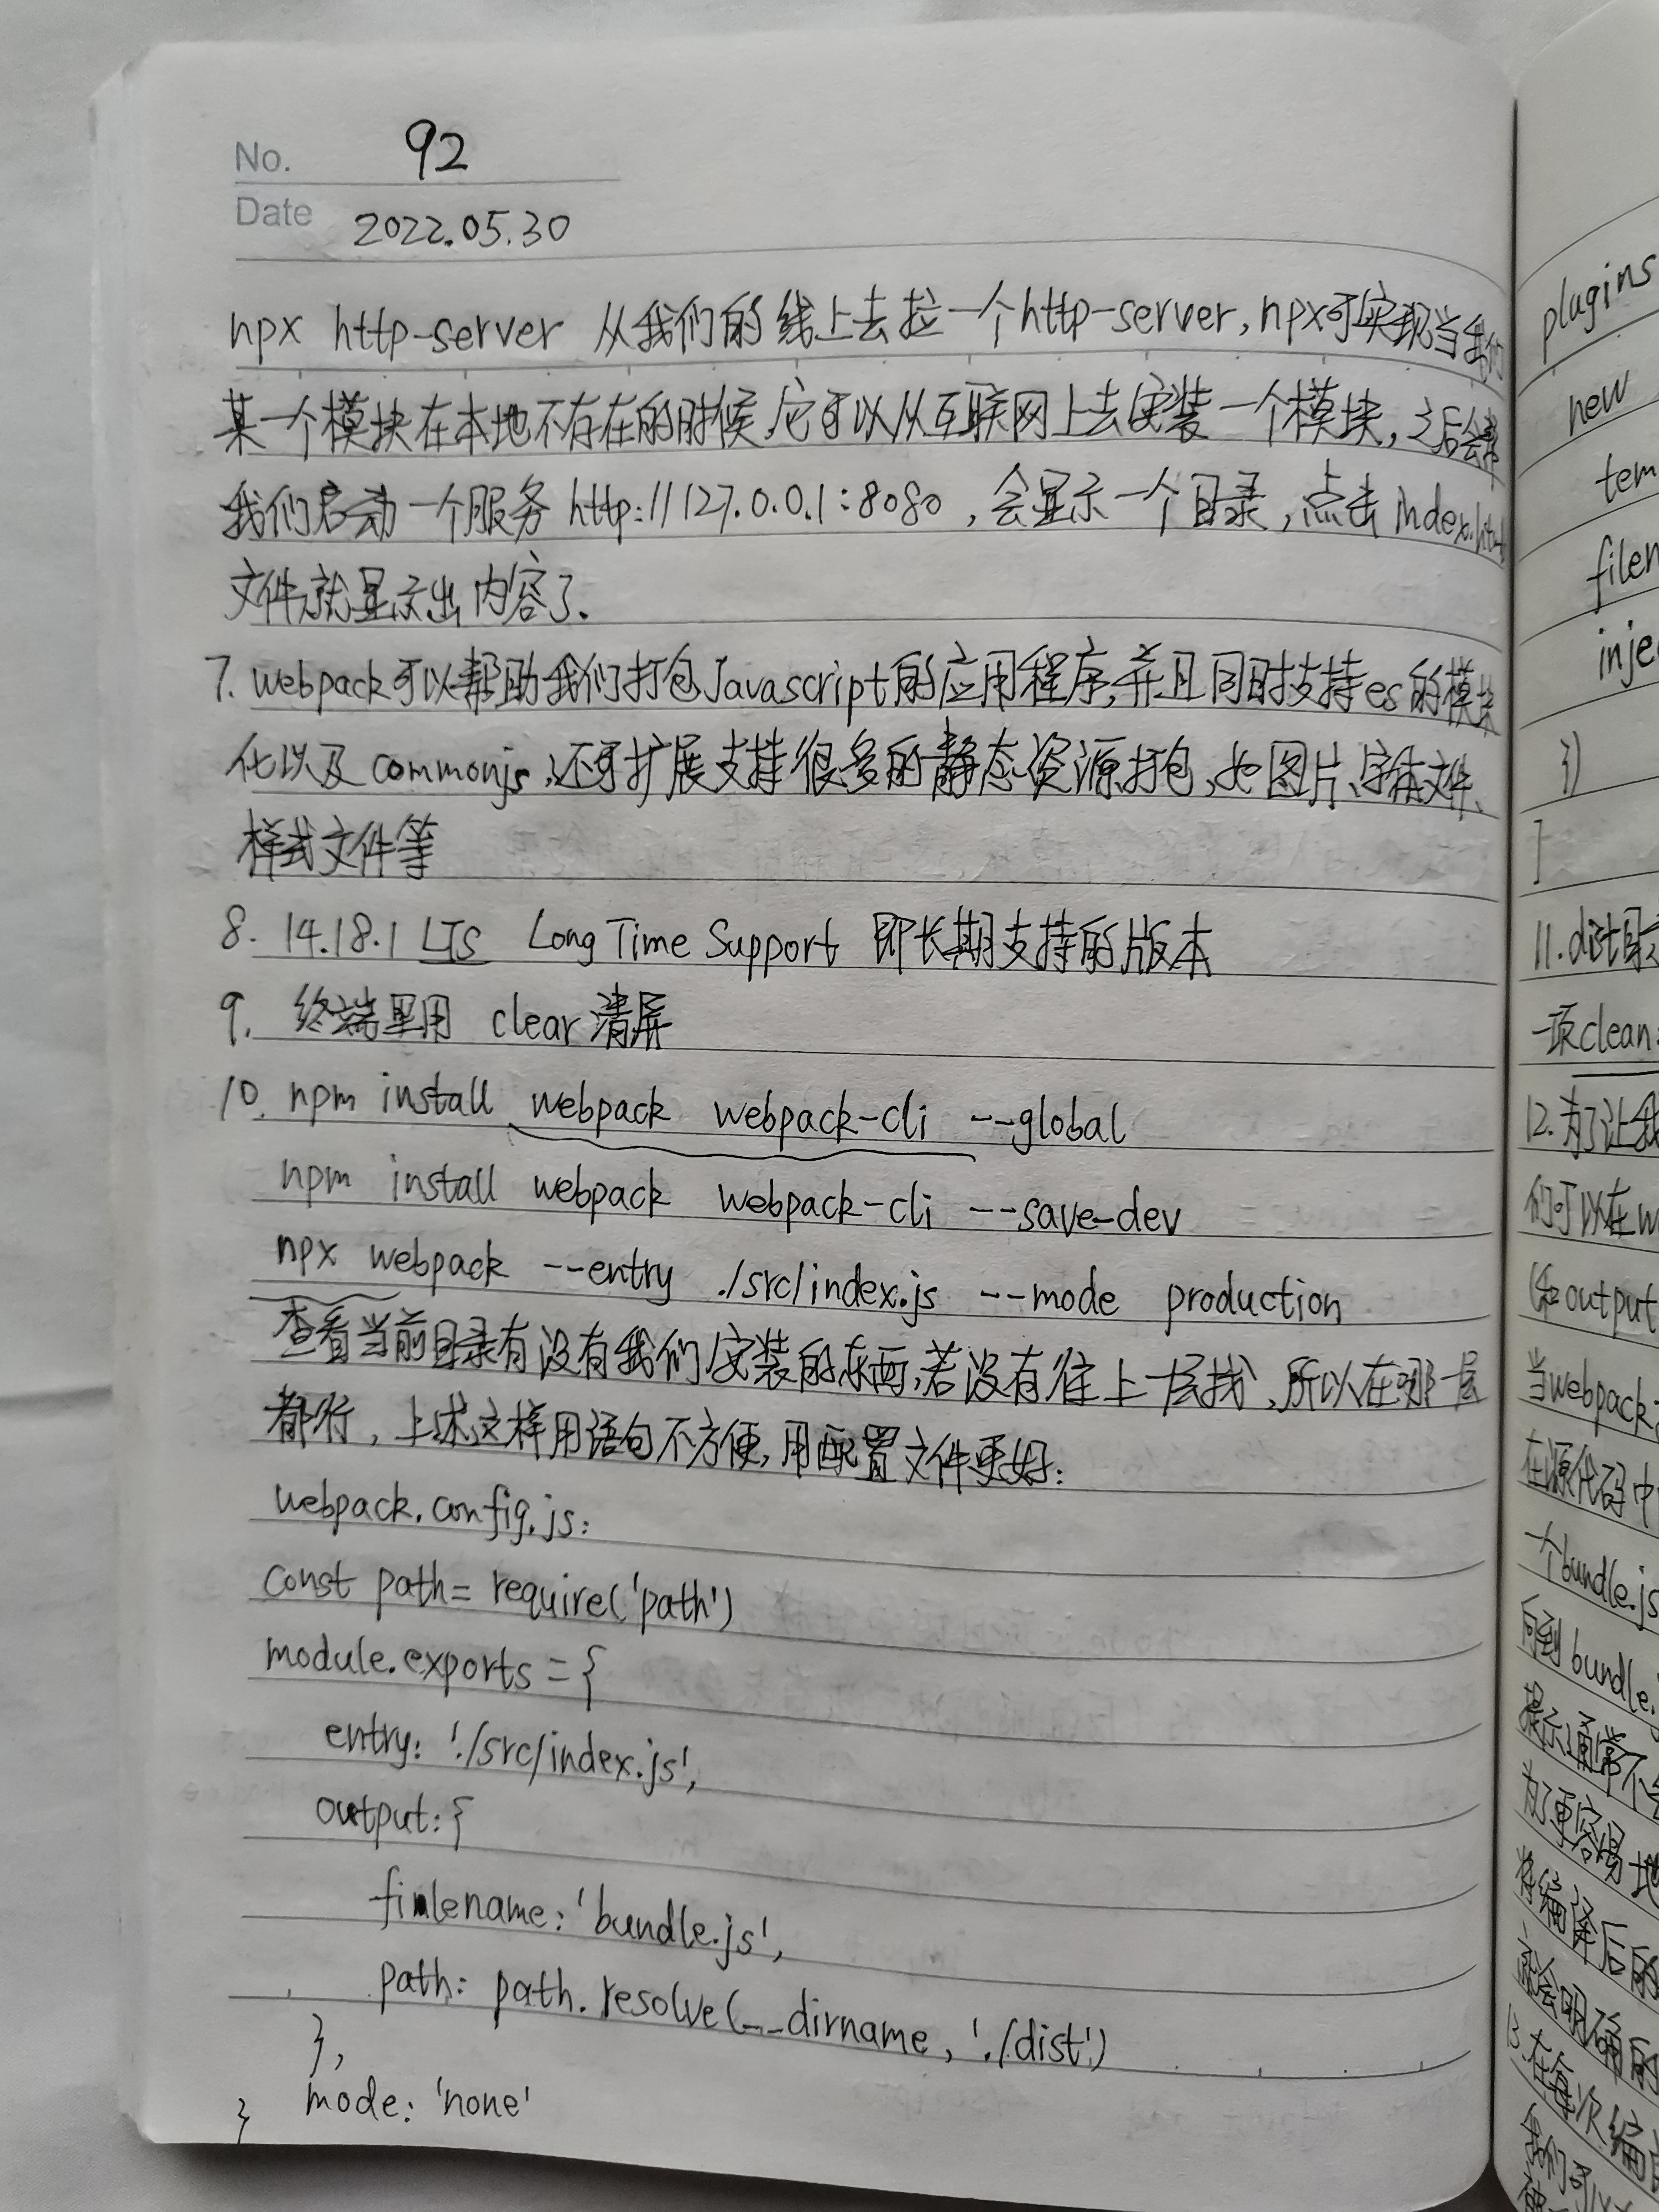 No. 92
Date 2022.05.30
npx http-server 从我们的线上去拉一个http-server,npx可实现当我们
某一个模块在本地不存在的时候,它可以从互联网上去安装一个模块,之后会帮
我们启动一个服务 http://127.0.0.1:8080 ,会显示一个目录,点击index.html
文件就显示出内容了.
7. webpack可以帮助我们打包Javascript的应用程序,并且同时支持es的模块
化以及commonjs,还可扩展支持很多的静态资源打包,如图片、字体文件、
样式文件等
8. 14.18.1 LTS Long Time Support 即长期支持的版本
9. 终端里用 clear 清屏
10. npm install webpack webpack-cli --global
npm install webpack webpack-cli --save-dev
npx webpack --entry ./src/index.js --mode production
查看当前目录有没有我们安装的东西,若没有往上一层找,所以在哪一层
都行,上述这样用语句不方便,用配置文件更好:
webpack.config.js:
const path= require('path')
module.exports = {
entry: './src/index.js',
output: {
filename: 'bundle.js',
path: path.resolve(__dirname, './dist')
},
mode: 'none'
}
plugins
new
tem
filen
inje
})
]
11.dist目录
一项clean:
12.为了让我
们可以在w
(如output
当webpack
在源代码中
一个bundle.js
向到bundle.
提示通常不
为了更容易地
将编译后的
就会明确的
13.在每次编
我们可以